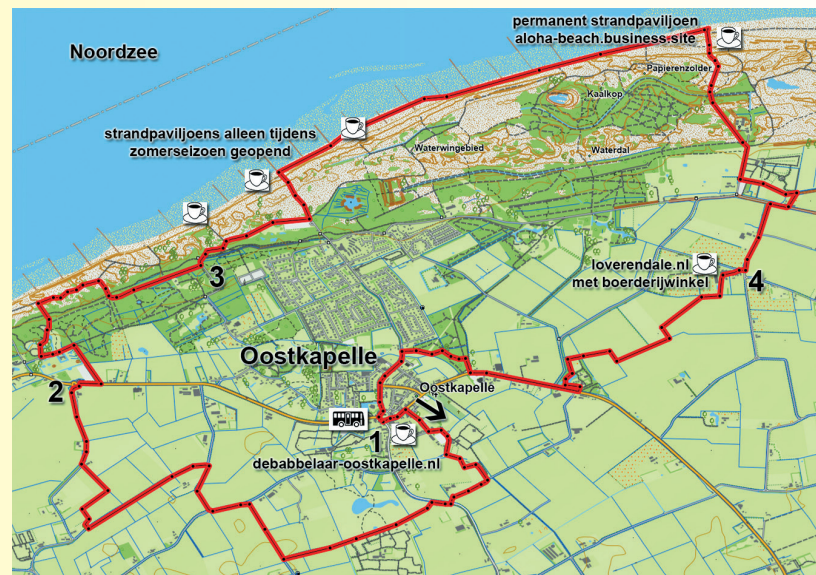 permanent strandpaviljoen
aloha-beach.business.site
Noordzee
Papierenzolder
Kaalkop
strandpaviljoens alleen tijdens
zomerseizoen geopend
Waterwingebied
Waterdal
3
loverendale.nl
met boerderijwinkel
4
Oostkapelle
Oostkapelle
2
1
debabbelaar-oostkapelle.nl